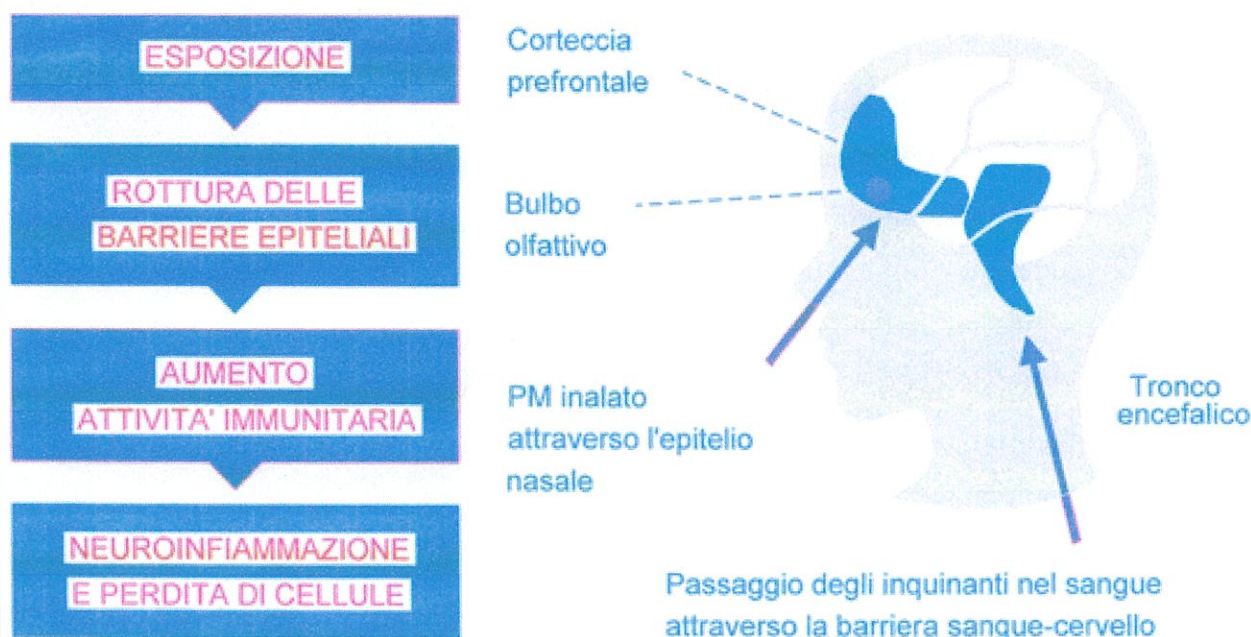 ESPOSIZIONE
ROTTURA DELLE
BARRIERE EPITELIALI
AUMENTO
ATTIVITA' IMMUNITARIA
NEUROINFIAMMAZIONE
E PERDITA DI CELLULE
Corteccia
prefrontale
Bulbo
olfattivo
PM inalato
attraverso l'epitelio
nasale
Tronco
encefalico
Passaggio degli inquinanti nel sangue
attraverso la barriera sangue-cervello